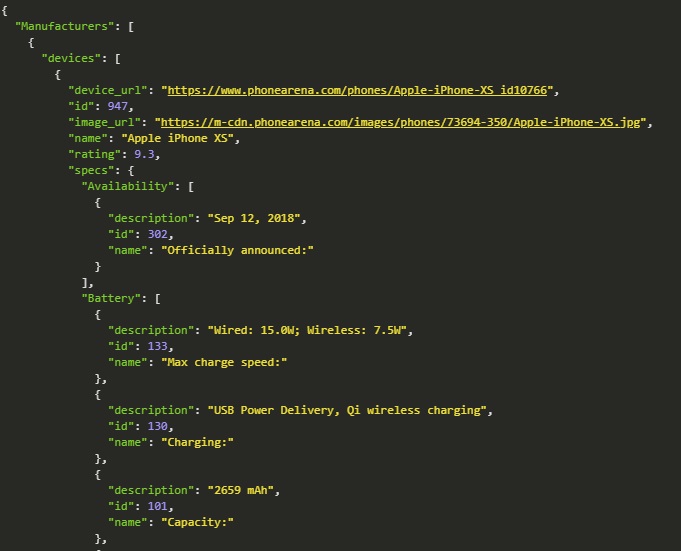 {
"Manufacturers": [
{
"devices": [
{
"device_url": "https://www.phonearena.com/phones/Apple-iPhone-XS_id10766",
"id": 947,
"image_url": "https://m-cdn.phonearena.com/images/phones/73694-350/Apple-iPhone-XS.jpg",
"name": "Apple iPhone XS",
"rating": 9.3,
"specs": {
"Availability": [
{
"description": "Sep 12, 2018",
"id": 302,
"name": "Officially announced:"
}
],
"Battery": [
{
"description": "Wired: 15.0W; Wireless: 7.5W",
"id": 133,
"name": "Max charge speed:"
},
{
"description": "USB Power Delivery, Qi wireless charging",
"id": 130,
"name": "Charging:"
},
{
"description": "2659 mAh",
"id": 101,
"name": "Capacity:"
},